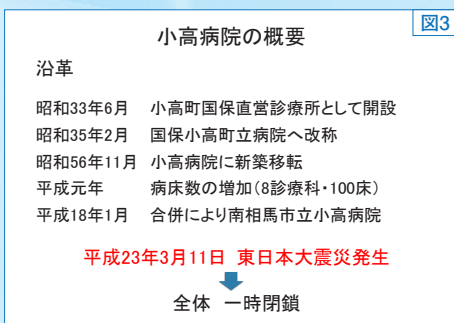 図3
小高病院の概要
沿革
昭和33年6月 小高町国保直営診療所として開設
昭和35年2月 国保小高町立病院へ改称
昭和56年11月 小高病院に新築移転
平成元年 病床数の増加(8診療科・100床)
平成18年1月 合併により南相馬市立小高病院
平成23年3月11日 東日本大震災発生
全体 一時閉鎖